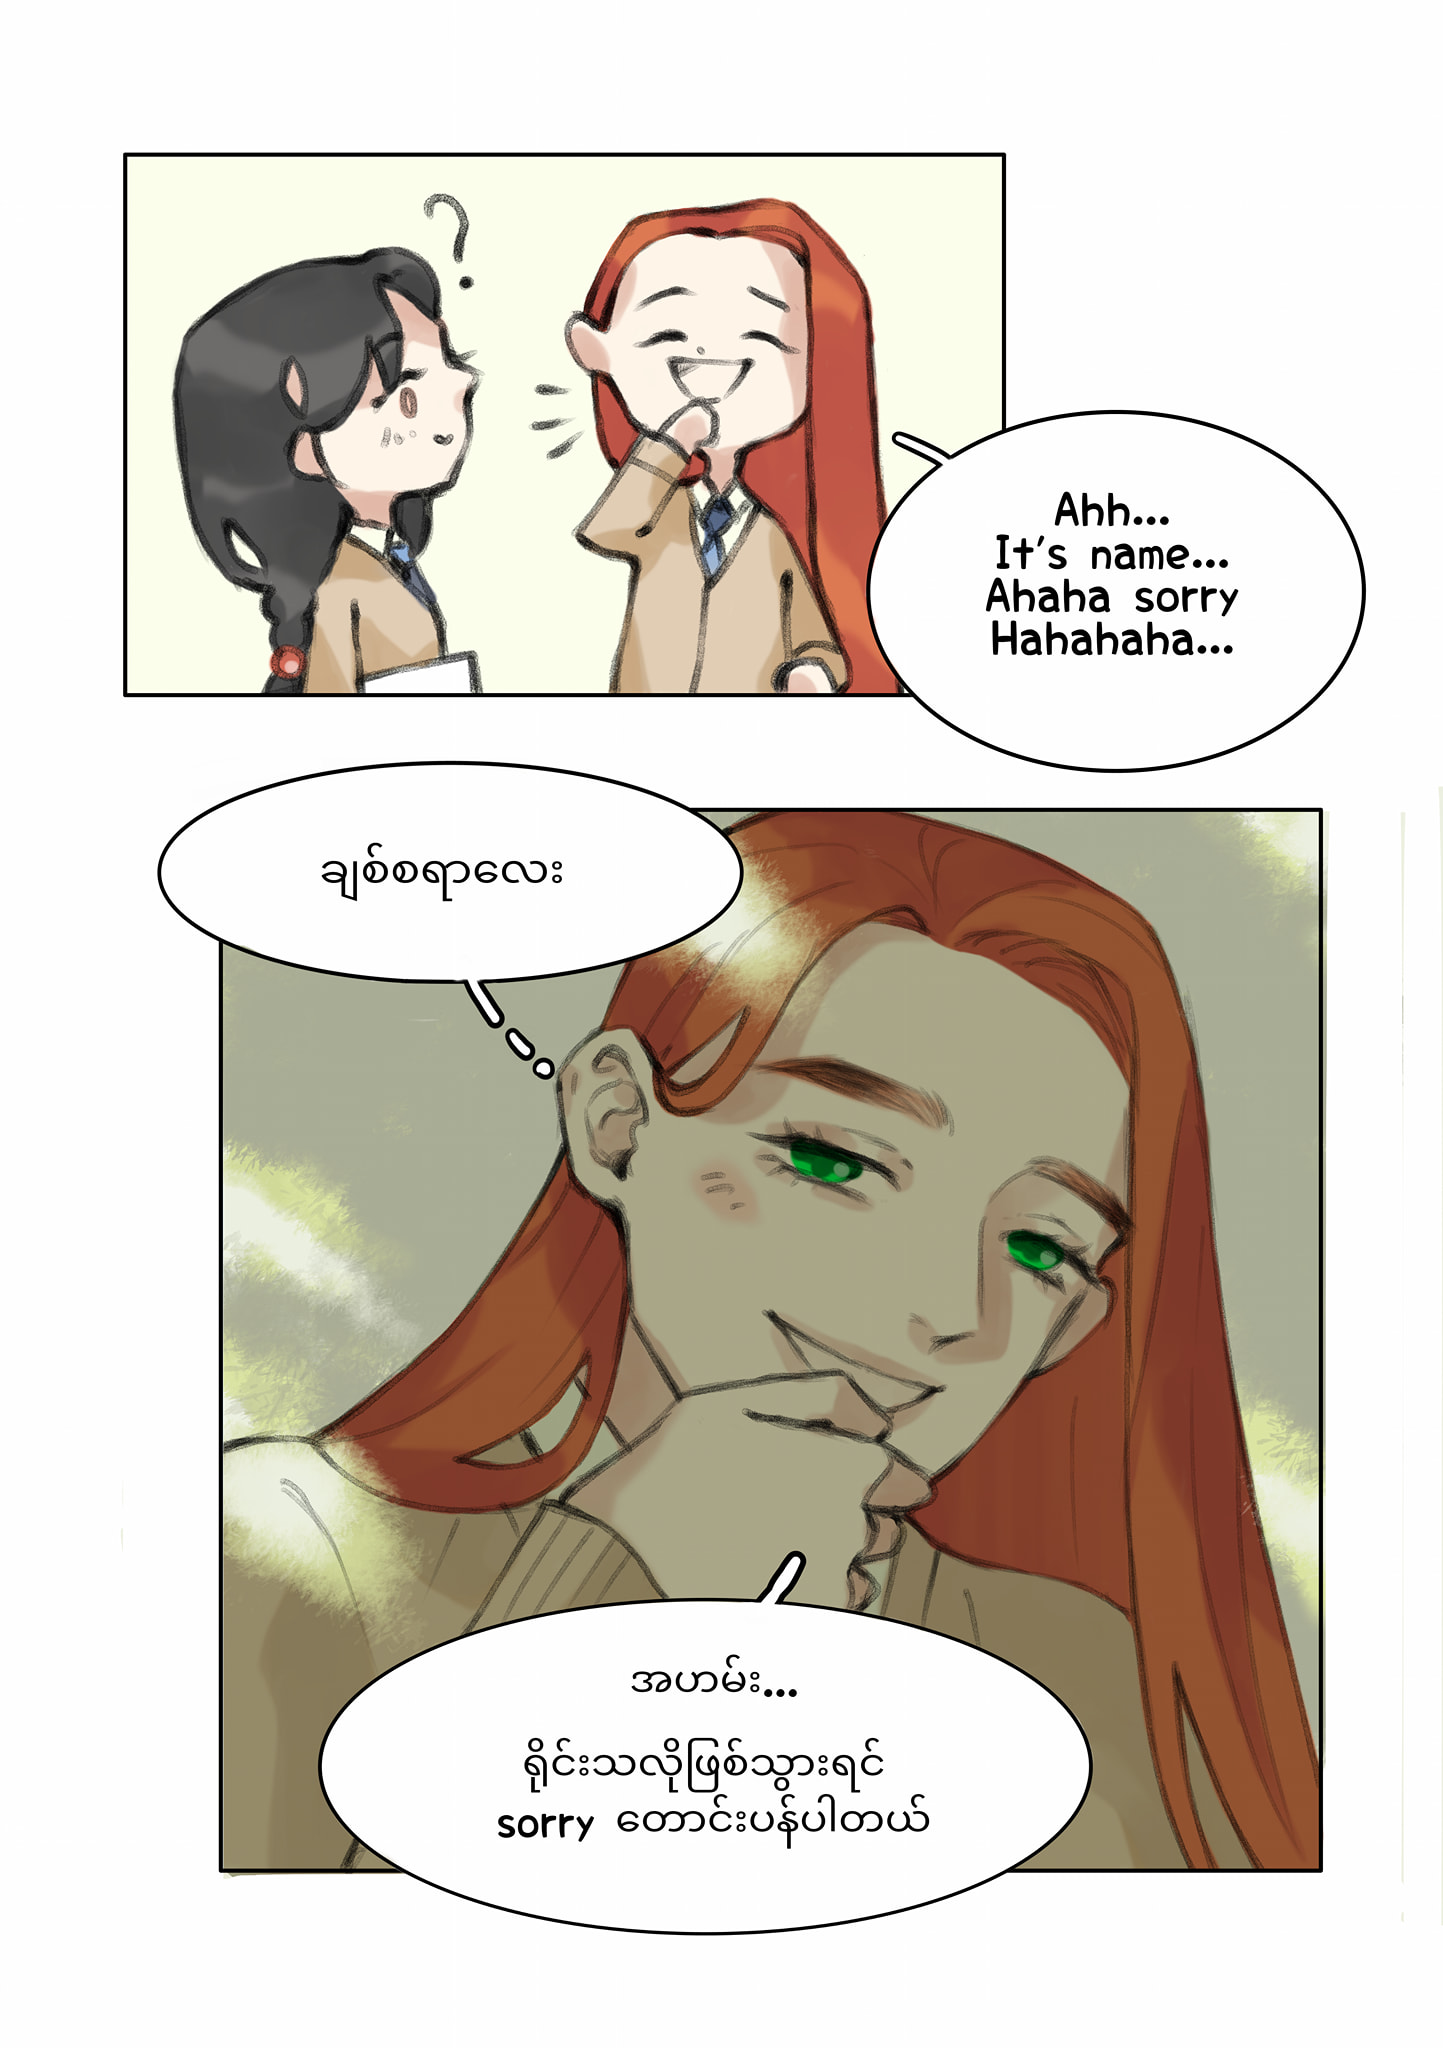 ?
Ahh...
It's name...
Ahaha sorry
Hahahaha...
ချစ်စရာလေး
အဟမ်း...
ရိုင်းသလိုဖြစ်သွားရင်
sorry တောင်းပန်ပါတယ်